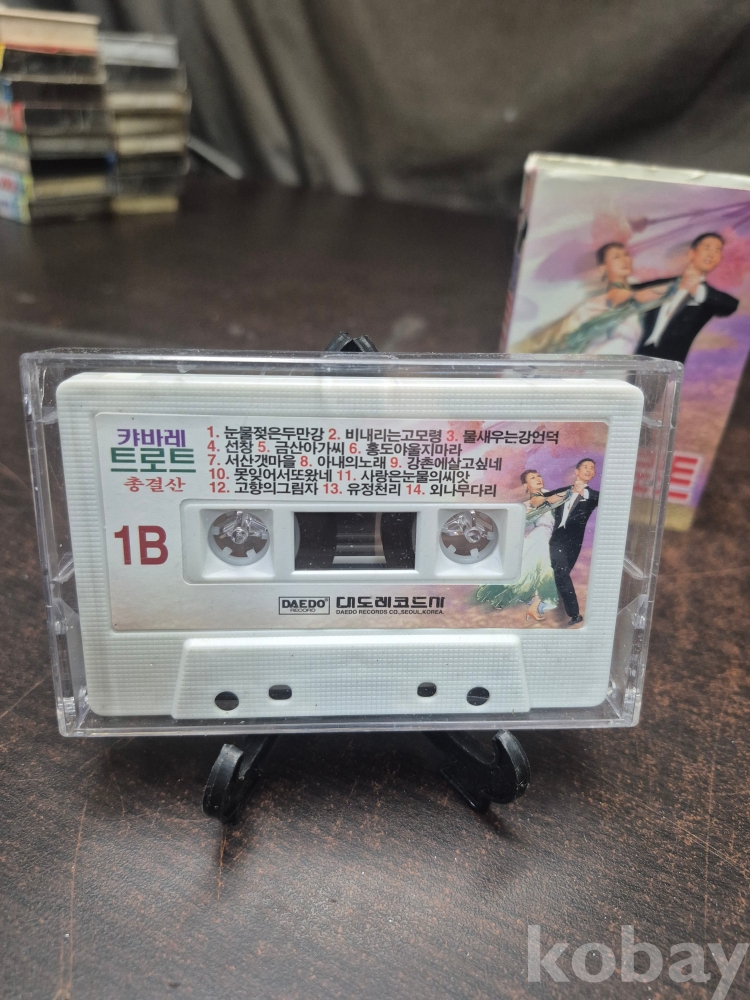 캬바레
트로트
총결산
1B
1. 눈물젖은두만강 2. 비내리는고모령 3. 물새우는강언덕
4. 선창 5. 금산아가씨 6. 홍도야울지마라
7. 서산갯마을 8. 아내의노래 9. 강촌에살고싶네
10. 못잊어서또왔네 11. 사랑은눈물의씨앗
12. 고향의그림자 13. 유정천리 14. 외나무다리
DAEDO
RECORD
대도레코드사
DAEDO RECORDS CO., SEOUL, KOREA.
kobay